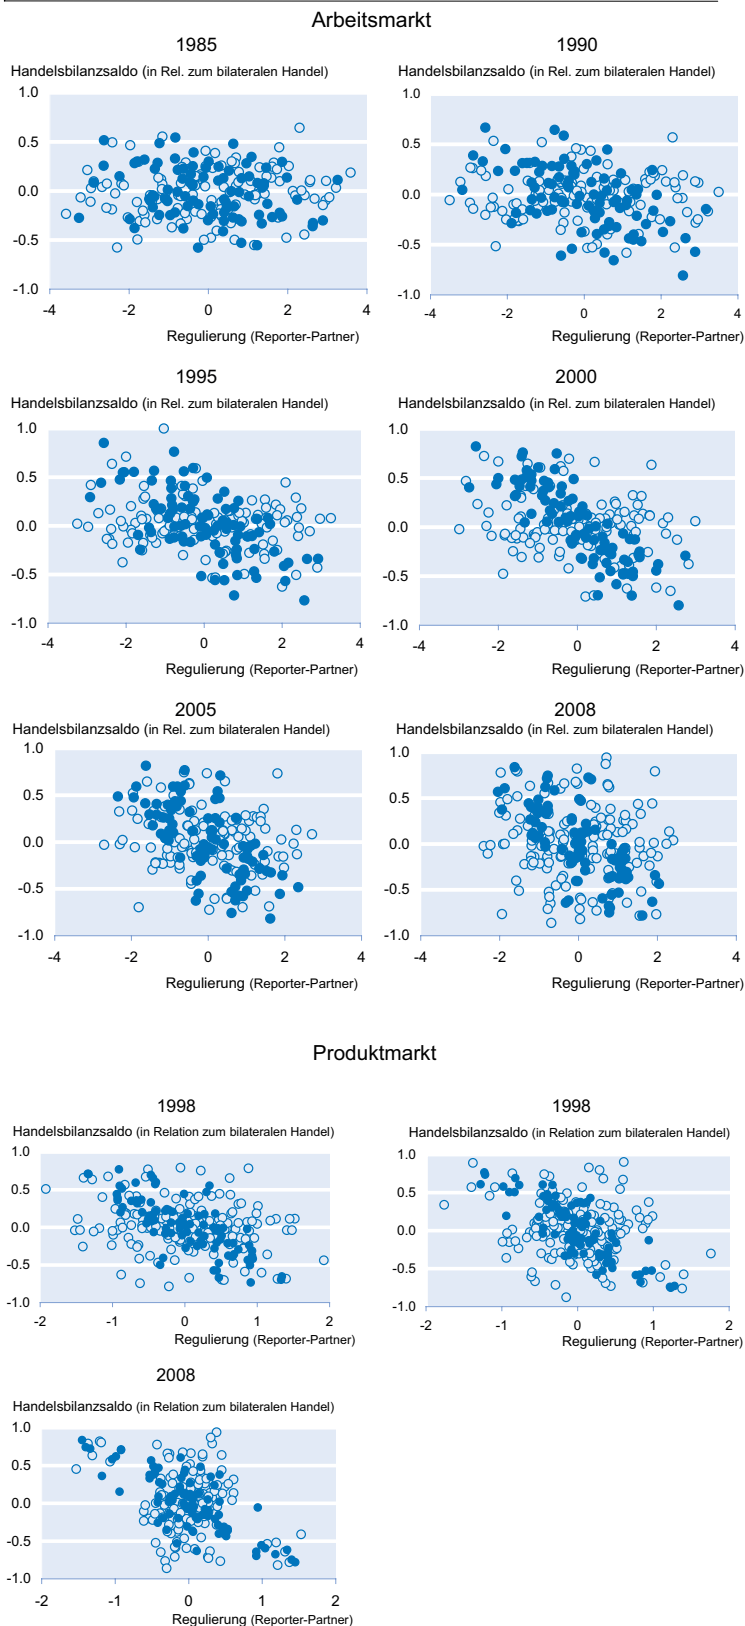 Arbeitsmarkt
1985
Handelsbilanzsaldo (in Rel. zum bilateralen Handel)
1.0
0.5
0.0
-0.5
-1.0
-4 -2 0 2 4
Regulierung (Reporter-Partner)
1990
Handelsbilanzsaldo (in Rel. zum bilateralen Handel)
1.0
0.5
0.0
-0.5
-1.0
-4 -2 0 2 4
Regulierung (Reporter-Partner)
1995
Handelsbilanzsaldo (in Rel. zum bilateralen Handel)
1.0
0.5
0.0
-0.5
-1.0
-4 -2 0 2 4
Regulierung (Reporter-Partner)
2000
Handelsbilanzsaldo (in Rel. zum bilateralen Handel)
1.0
0.5
0.0
-0.5
-1.0
-4 -2 0 2 4
Regulierung (Reporter-Partner)
2005
Handelsbilanzsaldo (in Rel. zum bilateralen Handel)
1.0
0.5
0.0
-0.5
-1.0
-4 -2 0 2 4
Regulierung (Reporter-Partner)
2008
Handelsbilanzsaldo (in Rel. zum bilateralen Handel)
1.0
0.5
0.0
-0.5
-1.0
-4 -2 0 2 4
Regulierung (Reporter-Partner)
Produktmarkt
1998
Handelsbilanzsaldo (in Relation zum bilateralen Handel)
1.0
0.5
0.0
-0.5
-1.0
-2 -1 0 1 2
Regulierung (Reporter-Partner)
1998
Handelsbilanzsaldo (in Relation zum bilateralen Handel)
1.0
0.5
0.0
-0.5
-1.0
-2 -1 0 1 2
Regulierung (Reporter-Partner)
2008
Handelsbilanzsaldo (in Relation zum bilateralen Handel)
1.0
0.5
0.0
-0.5
-1.0
-2 -1 0 1 2
Regulierung (Reporter-Partner)